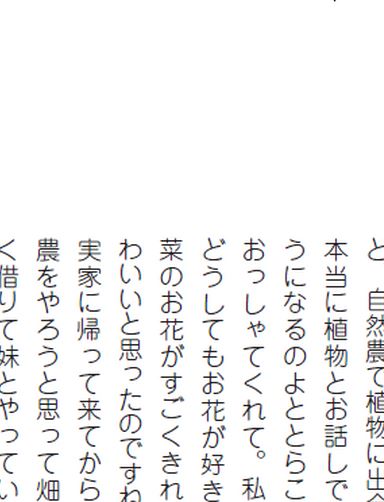 と　自然農で植物に出
本当に植物とお話しで
うになるのよととらこ
おっしゃてくれて。私
どうしてもお花が好き
菜のお花がすごくきれ
わいいと思ったのですね
実家に帰って来てから
農をやろうと思って畑
く借りて妹とやってい